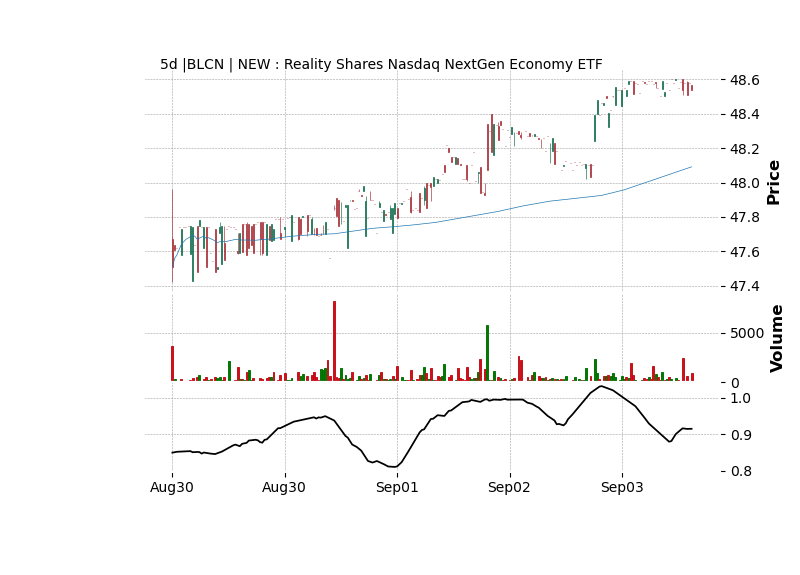 5d |BLCN | NEW : Reality Shares Nasdaq NextGen Economy ETF
48.6
48.4
48.2
48.0
47.8
47.6
47.4
Price
5000
0
Volume
1.0
0.9
0.8
Aug30
Aug30
Sep01
Sep02
Sep03